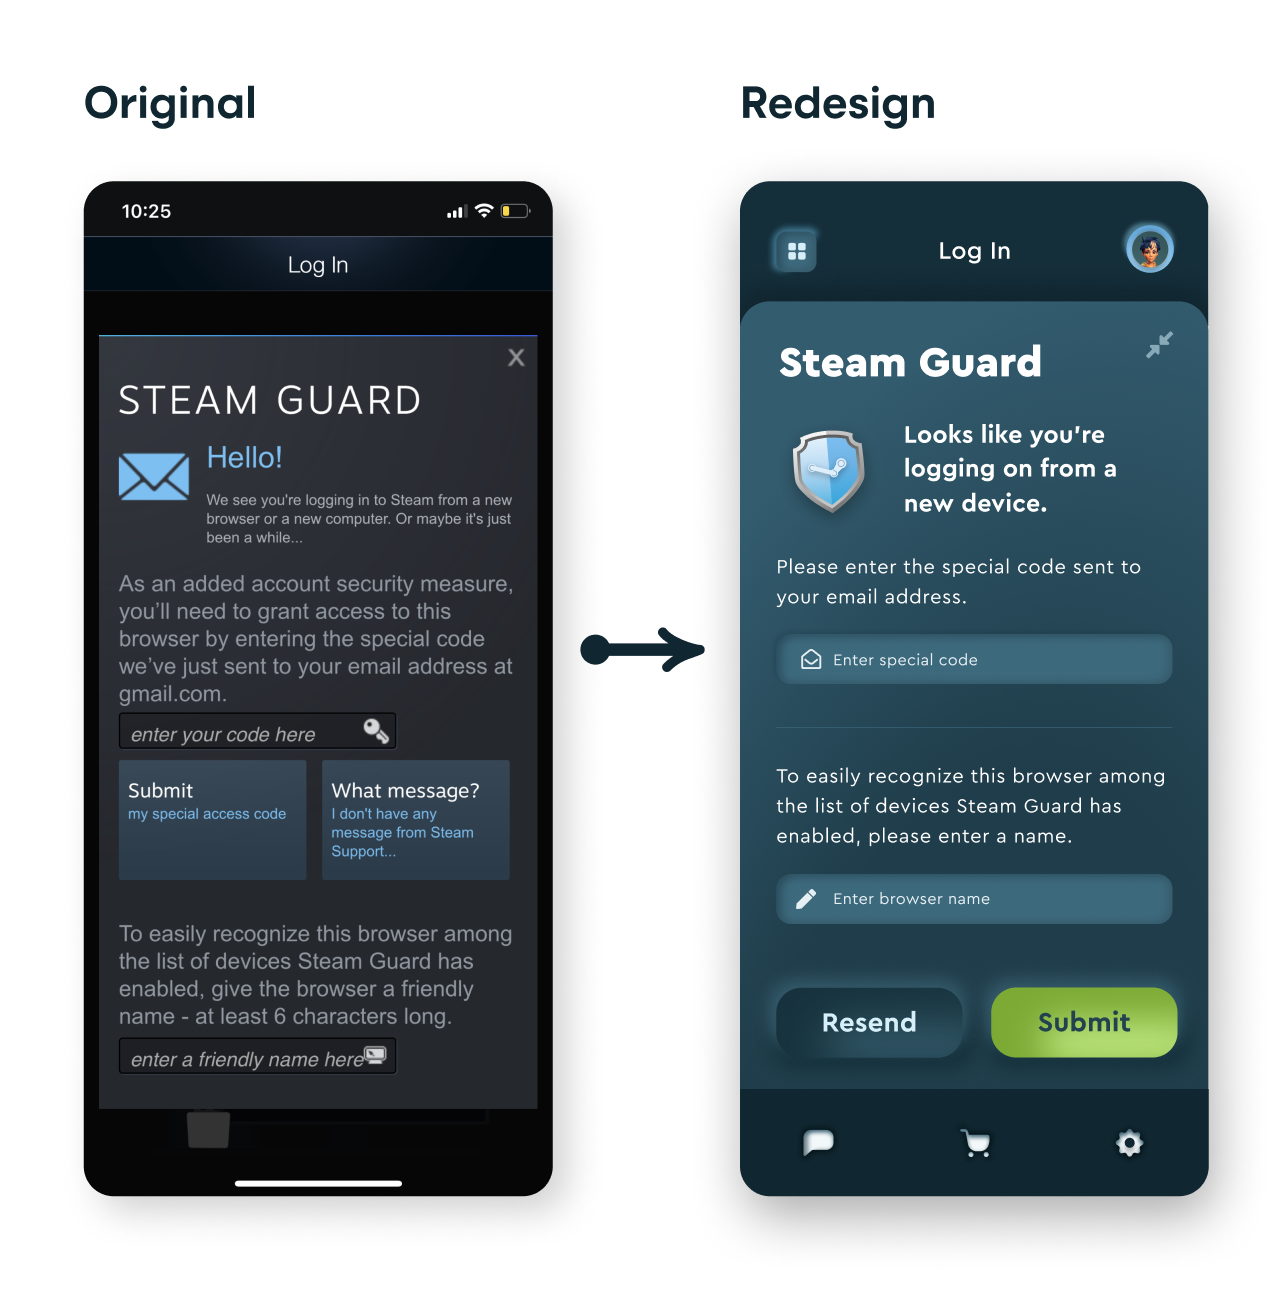 Original
Redesign
10:25
Log In
X
STEAM GUARD
Hello!
We see you're logging in to Steam from a new
browser or a new computer. Or maybe it's just
been a while...
As an added account security measure,
you'll need to grant access to this
browser by entering the special code
we've just sent to your email address at
gmail.com.
enter your code here
Submit
my special access code
What message?
I don't have any
message from Steam
Support...
To easily recognize this browser among
the list of devices Steam Guard has
enabled, give the browser a friendly
name - at least 6 characters long.
enter a friendly name here
Log In
Steam Guard
Looks like you're
logging on from a
new device.
Please enter the special code sent to
your email address.
Enter special code
To easily recognize this browser among
the list of devices Steam Guard has
enabled, please enter a name.
Enter browser name
Resend
Submit